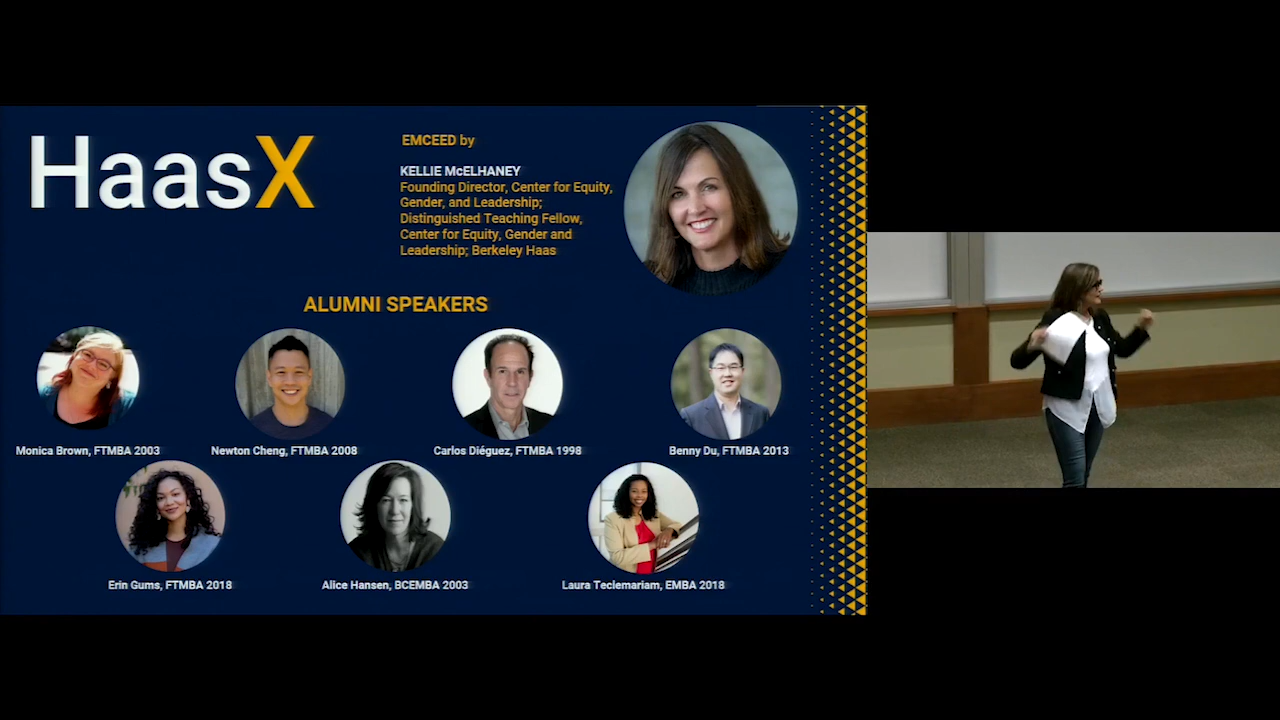 HaasX
EMCEED by
KELLIE McELHANEY
Founding Director, Center for Equity,
Gender, and Leadership;
Distinguished Teaching Fellow,
Center for Equity, Gender and
Leadership; Berkeley Haas
ALUMNI SPEAKERS
Monica Brown, FTMBA 2003
Newton Cheng, FTMBA 2008
Carlos Diéguez, FTMBA 1998
Benny Du, FTMBA 2013
Erin Gums, FTMBA 2018
Alice Hansen, BCEMBA 2003
Laura Teclemariam, EMBA 2018